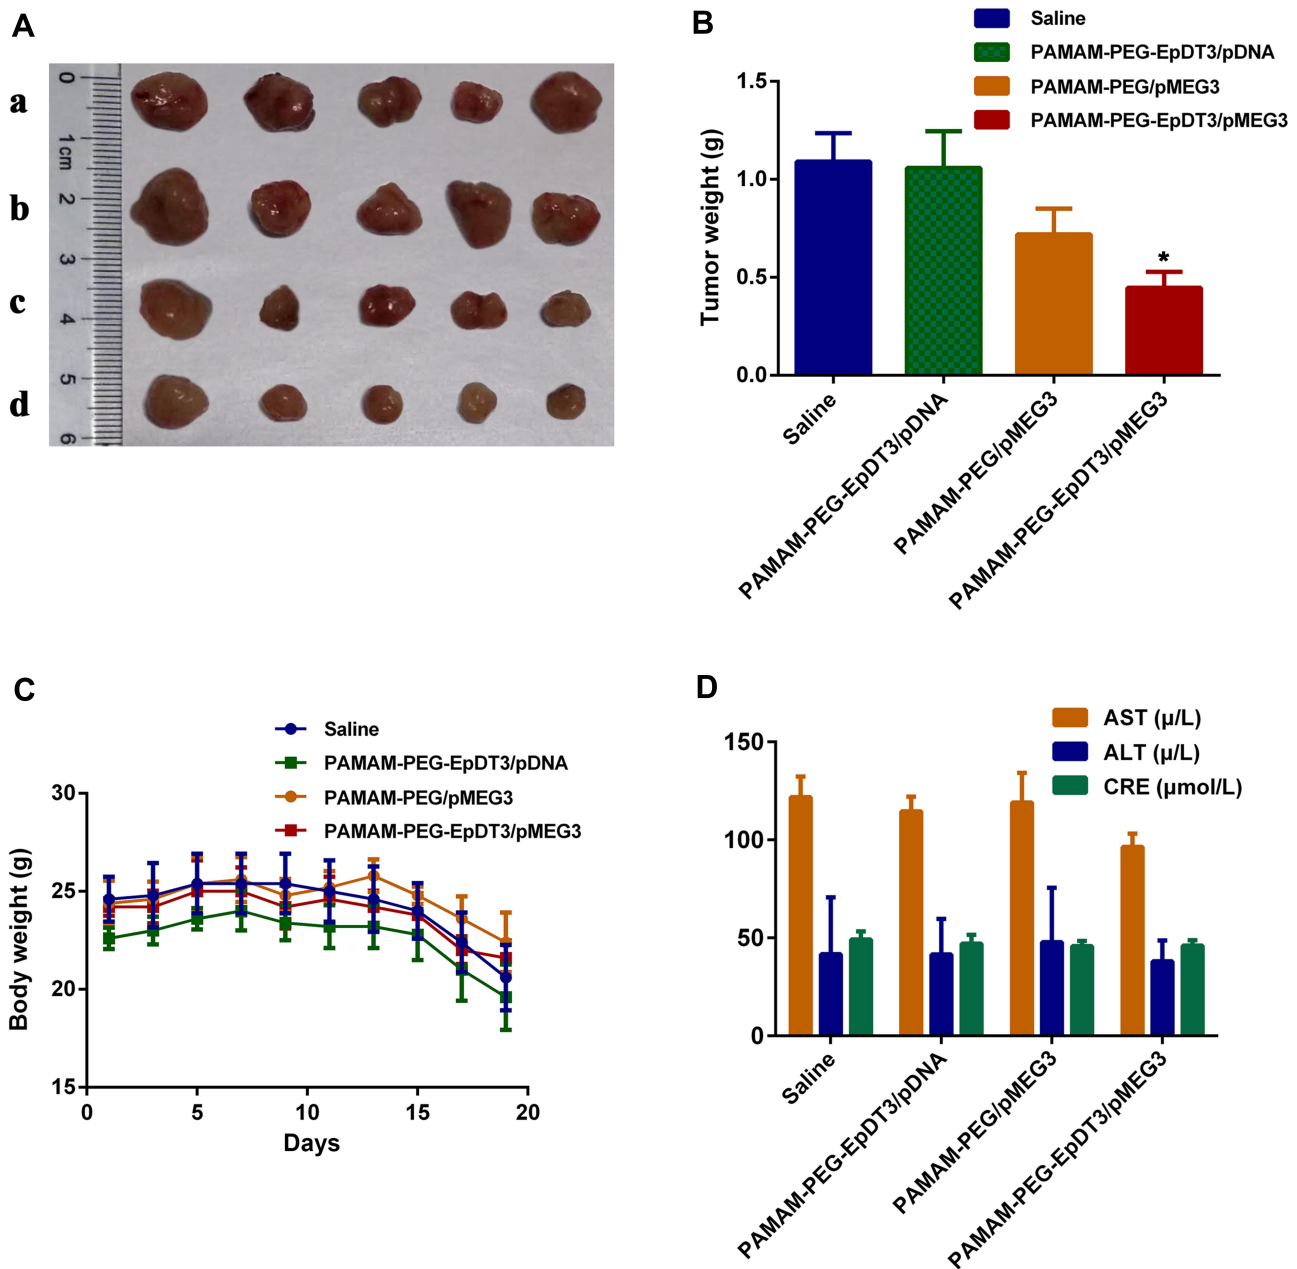 A
0
1cm
2
3
4
5
6
a
b
c
d
B
Saline
PAMAM-PEG-EpDT3/pDNA
PAMAM-PEG/pMEG3
PAMAM-PEG-EpDT3/pMEG3
Tumor weight (g)
1.5
1.0
0.5
0.0
*
Saline
PAMAM-PEG-EpDT3/pDNA
PAMAM-PEG/pMEG3
PAMAM-PEG-EpDT3/pMEG3
C
Saline
PAMAM-PEG-EpDT3/pDNA
PAMAM-PEG/pMEG3
PAMAM-PEG-EpDT3/pMEG3
Body weight (g)
30
25
20
15
0 5 10 15 20
Days
D
AST (µ/L)
ALT (µ/L)
CRE (µmol/L)
150
100
50
0
Saline
PAMAM-PEG-EpDT3/pDNA
PAMAM-PEG/pMEG3
PAMAM-PEG-EpDT3/pMEG3